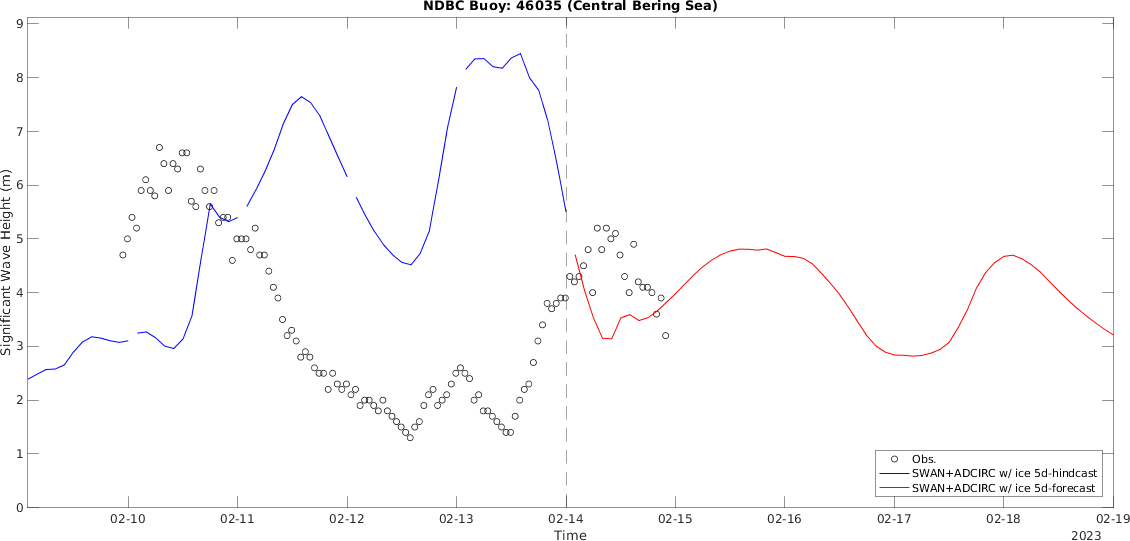 NDBC Buoy: 46035 (Central Bering Sea)
Significant Wave Height (m)
9
8
7
6
5
4
3
2
1
0
Obs.
SWAN+ADCIRC w/ ice 5d-hindcast
SWAN+ADCIRC w/ ice 5d-forecast
02-10 02-11 02-12 02-13 02-14 02-15 02-16 02-17 02-18 02-19
Time
2023